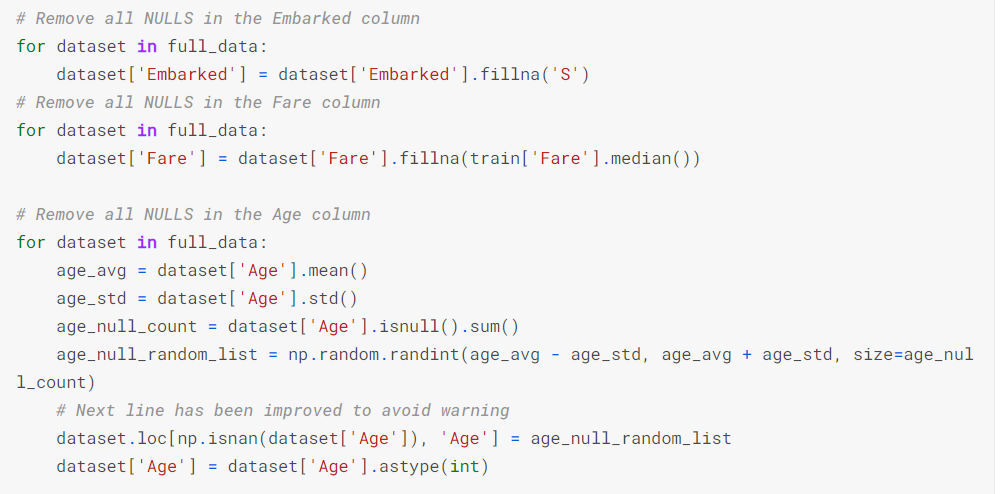 # Remove all NULLS in the Embarked column
for dataset in full_data:
    dataset['Embarked'] = dataset['Embarked'].fillna('S')
# Remove all NULLS in the Fare column
for dataset in full_data:
    dataset['Fare'] = dataset['Fare'].fillna(train['Fare'].median())

# Remove all NULLS in the Age column
for dataset in full_data:
    age_avg = dataset['Age'].mean()
    age_std = dataset['Age'].std()
    age_null_count = dataset['Age'].isnull().sum()
    age_null_random_list = np.random.randint(age_avg - age_std, age_avg + age_std, size=age_nul
l_count)
    # Next line has been improved to avoid warning
    dataset.loc[np.isnan(dataset['Age']), 'Age'] = age_null_random_list
    dataset['Age'] = dataset['Age'].astype(int)